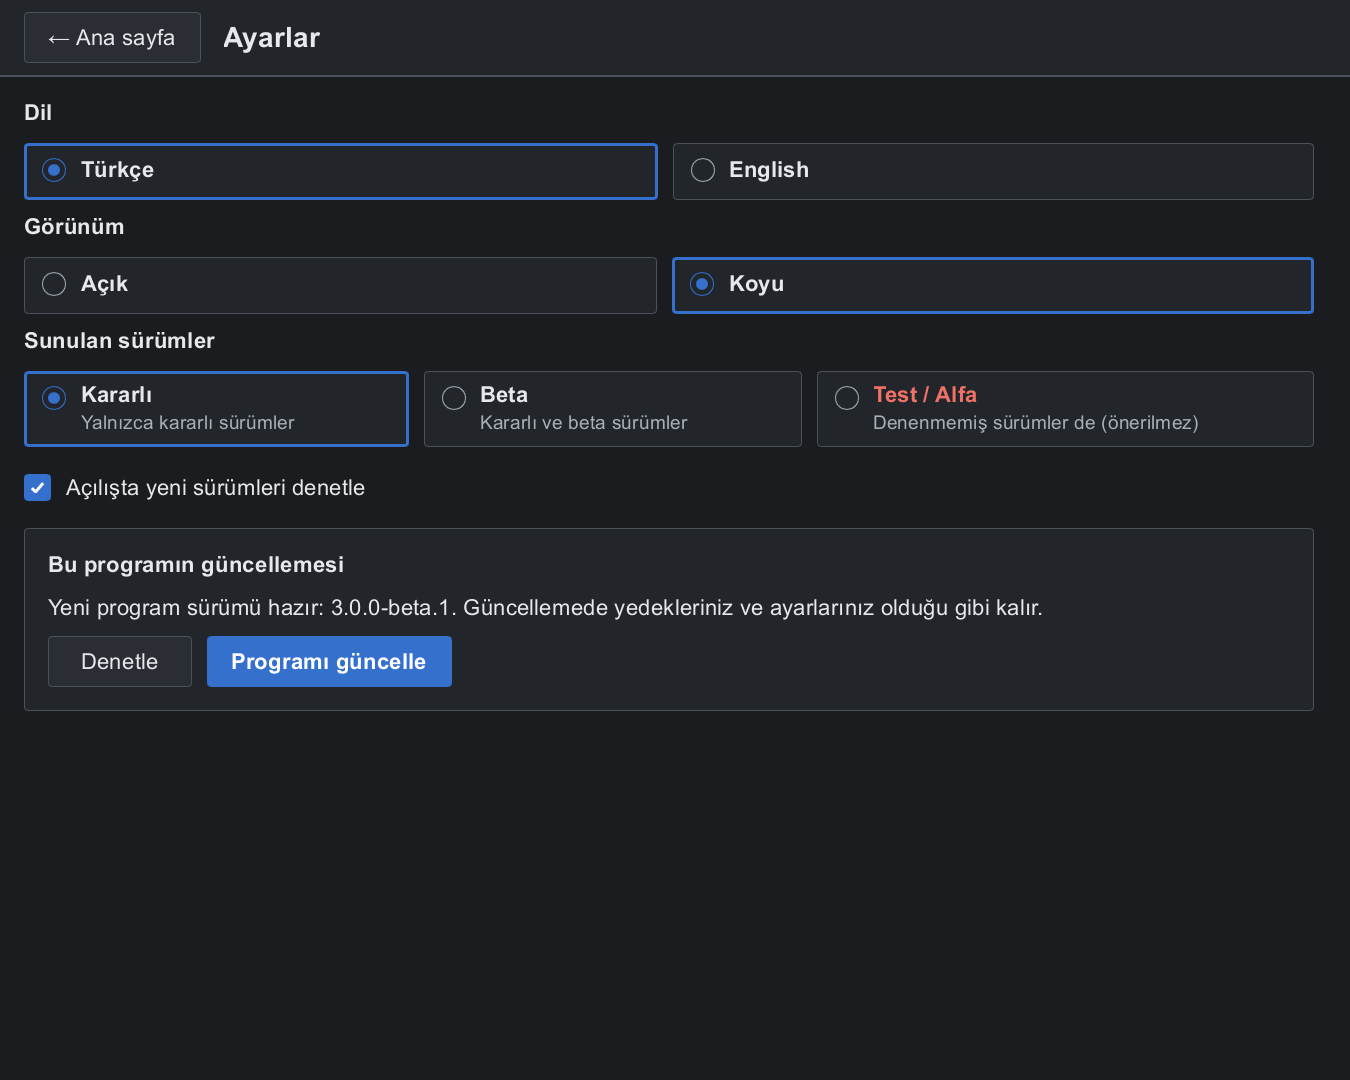 ← Ana sayfa Ayarlar
Dil
Türkçe English
Görünüm
Açık Koyu
Sunulan sürümler
Kararlı Beta Test / Alfa
Yalnızca kararlı sürümler Kararlı ve beta sürümler Denenmemiş sürümler de (önerilmez)
Açılışta yeni sürümleri denetle
Bu programın güncellemesi
Yeni program sürümü hazır: 3.0.0-beta.1. Güncellemede yedekleriniz ve ayarlarınız olduğu gibi kalır.
Denetle Programı güncelle